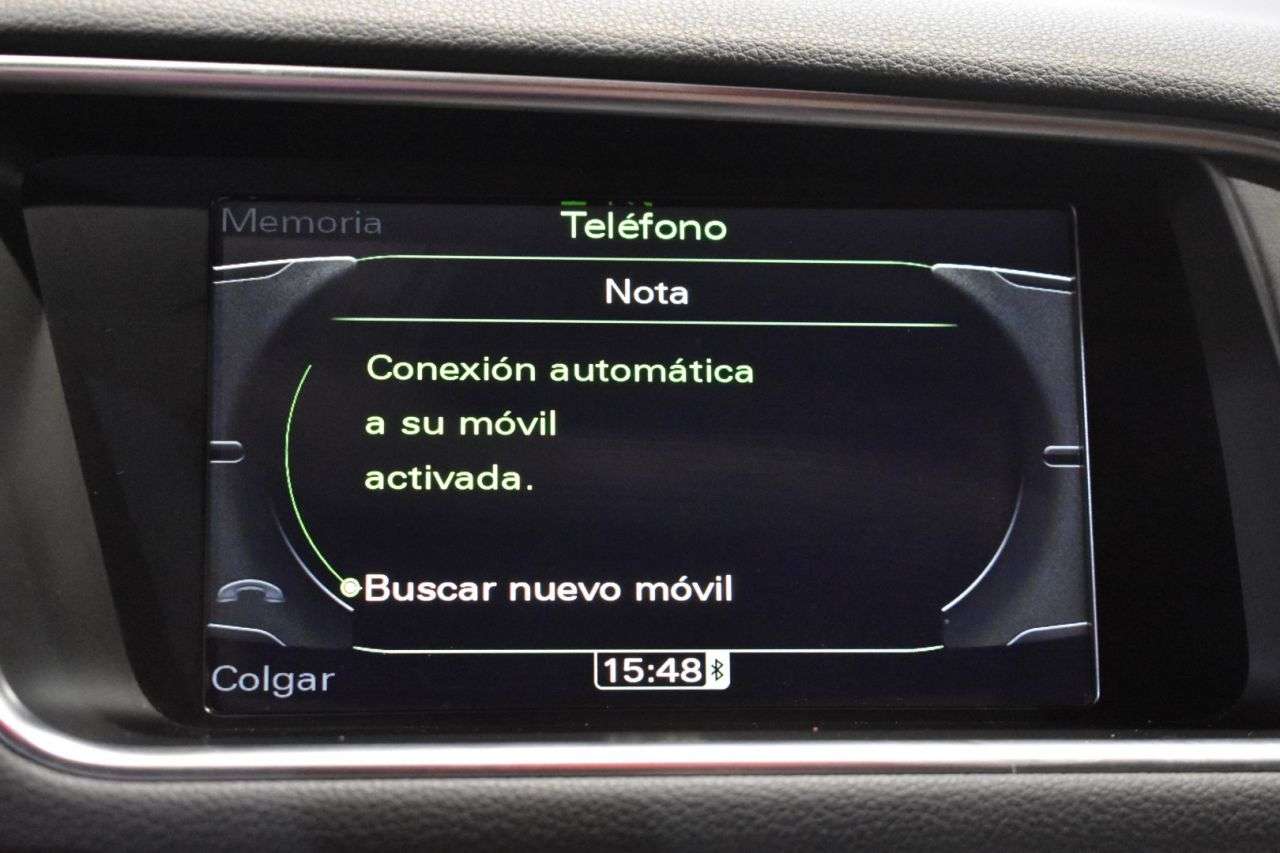 Memoria
Teléfono
Nota
Conexión automática
a su móvil
activada.
Buscar nuevo móvil
Colgar
15:48